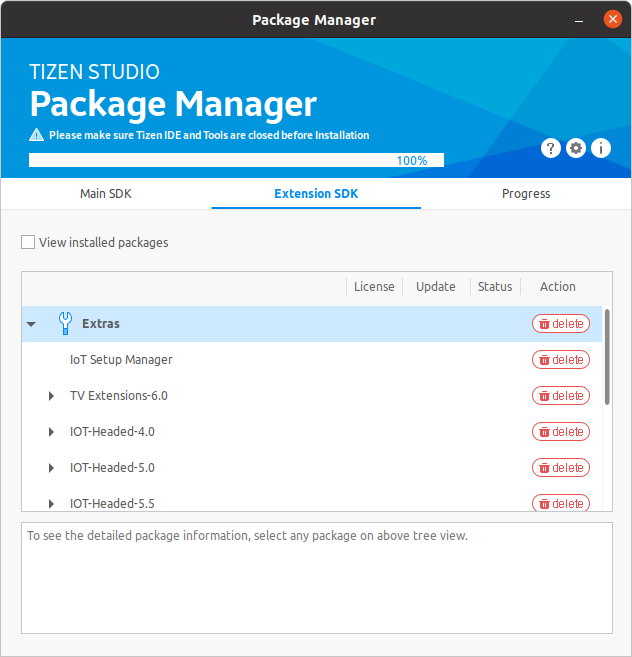 Package Manager
TIZEN STUDIO
Package Manager
Please make sure Tizen IDE and Tools are closed before Installation
100%
? i
Main SDK Extension SDK Progress
View installed packages
License Update Status Action
Extras delete
IoT Setup Manager delete
TV Extensions-6.0 delete
IOT-Headed-4.0 delete
IOT-Headed-5.0 delete
IOT-Headed-5.5 delete
To see the detailed package information, select any package on above tree view.